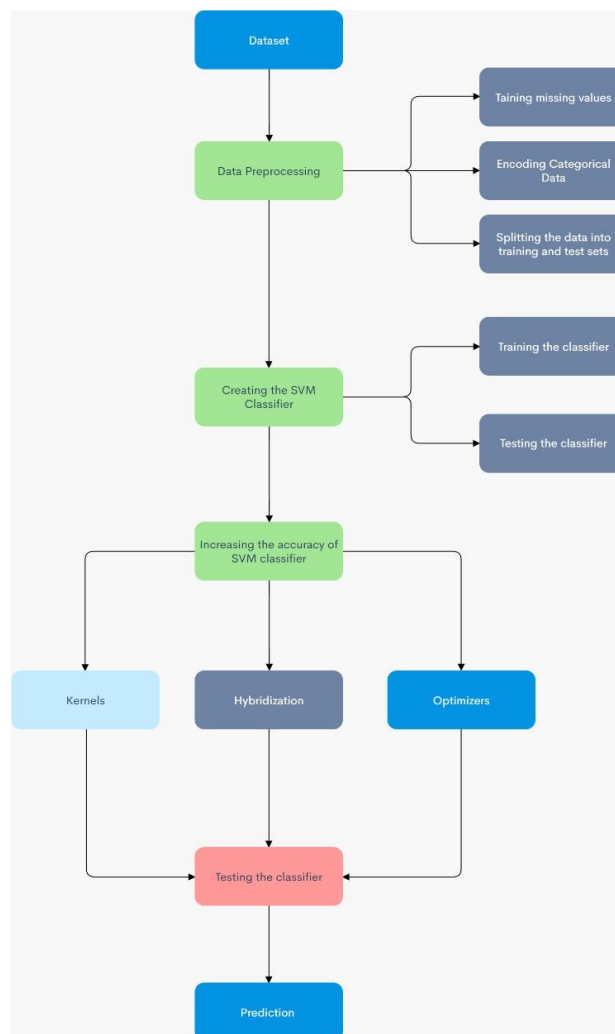 Dataset
Taining missing values
Data Preprocessing
Encoding Categorical
Data
Splitting the data into
training and test sets
Training the classifier
Creating the SVM
Classifier
Testing the classifier
Increasing the accuracy of
SVM classifier
Kernels
Hybridization
Optimizers
Testing the classifier
Prediction